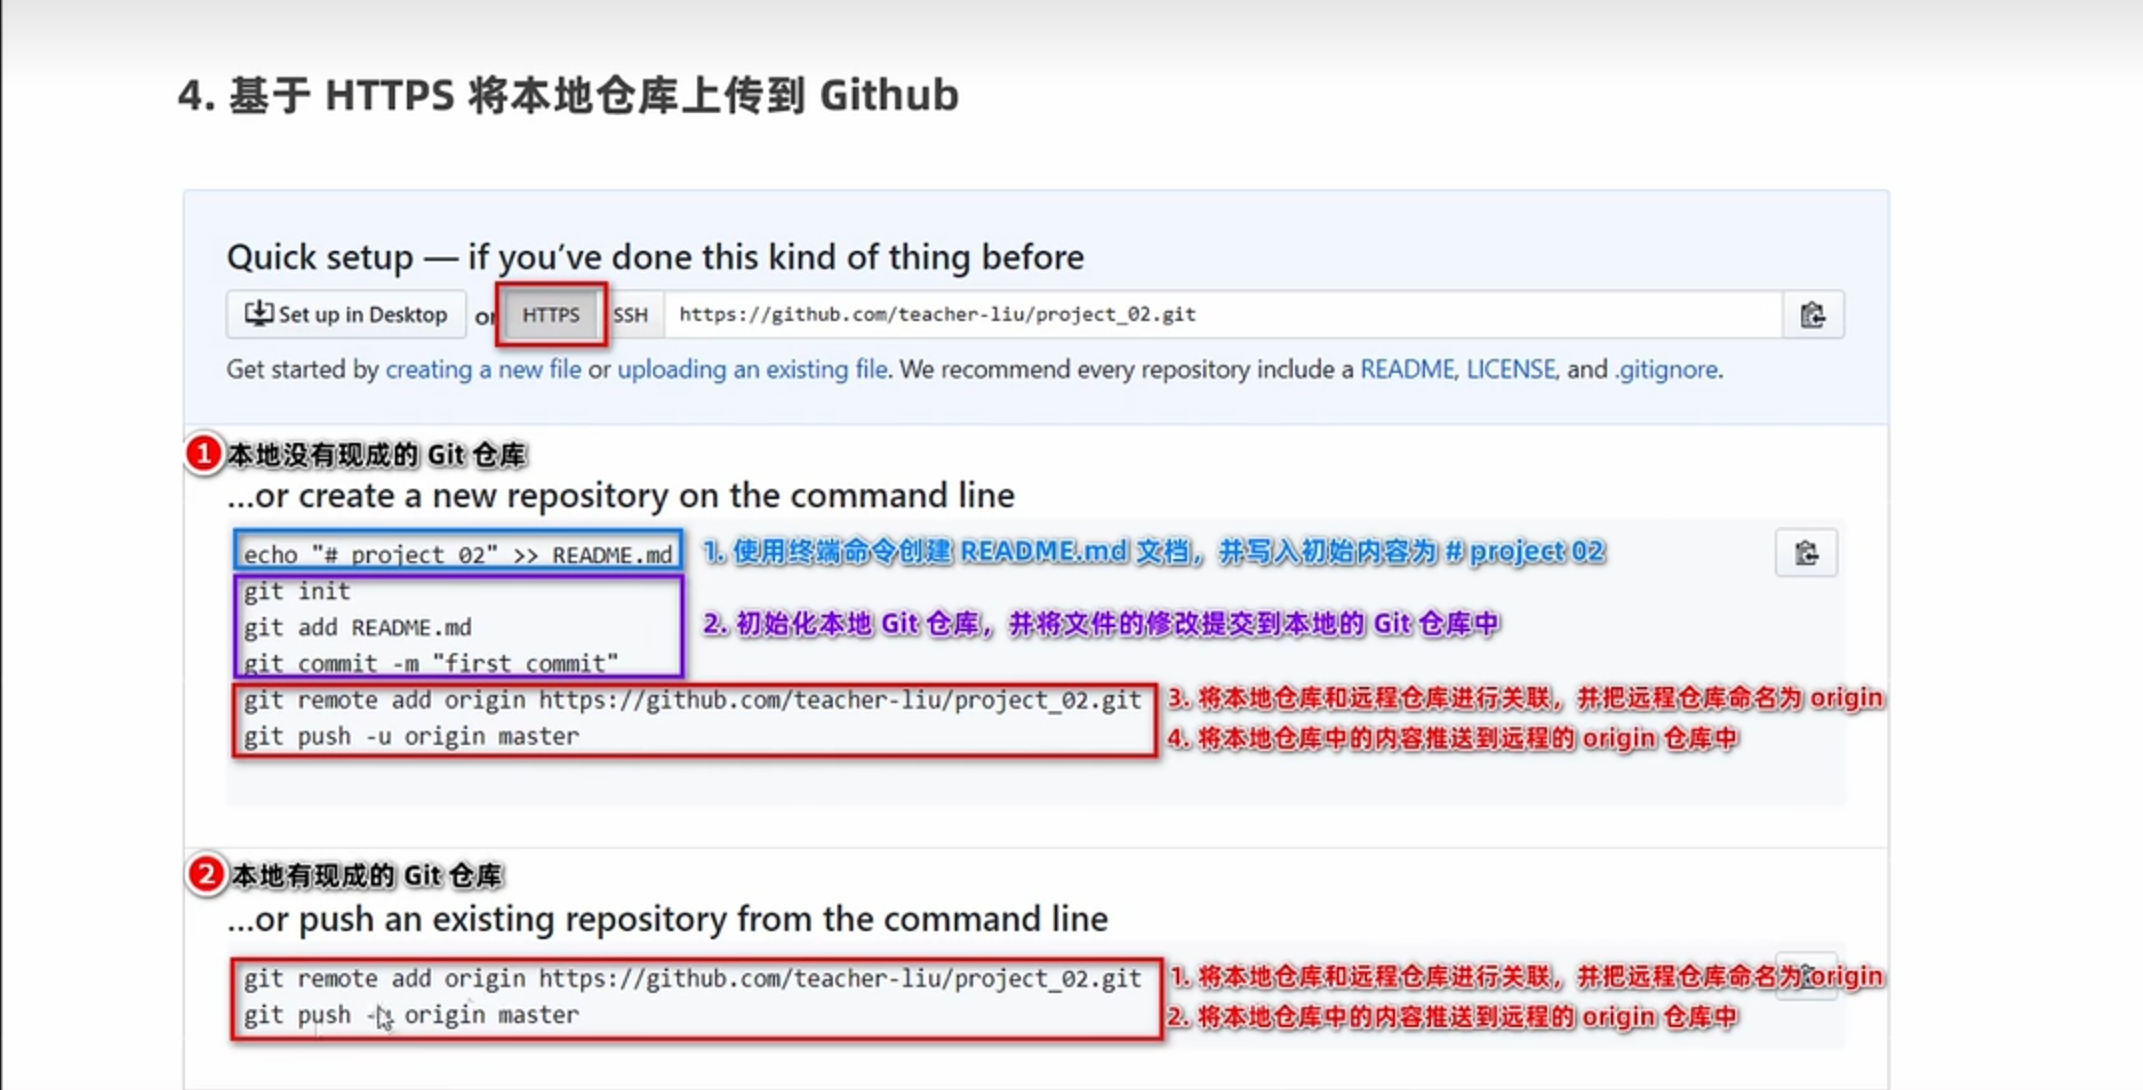 4. 基于 HTTPS 将本地仓库上传到 Github
Quick setup — if you've done this kind of thing before
Set up in Desktop or HTTPS SSH https://github.com/teacher-liu/project_02.git
Get started by creating a new file or uploading an existing file. We recommend every repository include a README, LICENSE, and .gitignore.
1 本地没有现成的 Git 仓库
...or create a new repository on the command line
echo "# project_02" >> README.md 1. 使用终端命令创建 README.md 文档，并写入初始内容为 # project 02
git init
git add README.md 2. 初始化本地 Git 仓库，并将文件的修改提交到本地的 Git 仓库中
git commit -m "first commit"
git remote add origin https://github.com/teacher-liu/project_02.git 3. 将本地仓库和远程仓库进行关联，并把远程仓库命名为 origin
git push -u origin master 4. 将本地仓库中的内容推送到远程的 origin 仓库中
2 本地有现成的 Git 仓库
...or push an existing repository from the command line
git remote add origin https://github.com/teacher-liu/project_02.git 1. 将本地仓库和远程仓库进行关联，并把远程仓库命名为 origin
git push -u origin master 2. 将本地仓库中的内容推送到远程的 origin 仓库中